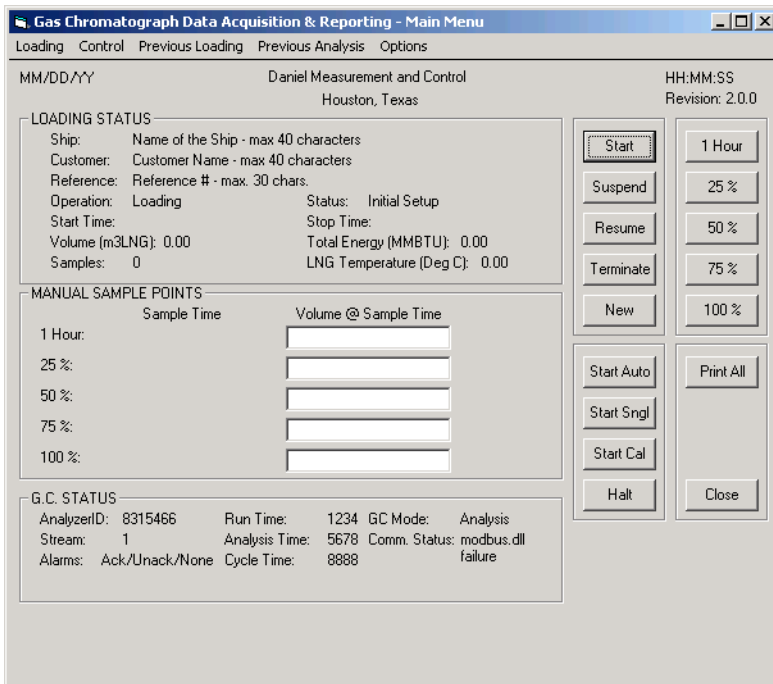 Gas Chromatograph Data Acquisition & Reporting - Main Menu
Loading Control Previous Loading Previous Analysis Options
MM/DD/YY Daniel Measurement and Control HH:MM:SS
Houston, Texas Revision: 2.0.0
LOADING STATUS
Ship: Name of the Ship - max 40 characters
Customer: Customer Name - max 40 characters
Reference: Reference # - max. 30 chars.
Operation: Loading Status: Initial Setup
Start Time: Stop Time:
Volume (m3LNG): 0.00 Total Energy (MMBTU): 0.00
Samples: 0 LNG Temperature (Deg C): 0.00
Start 1 Hour
Suspend 25 %
Resume 50 %
Terminate 75 %
New 100 %
MANUAL SAMPLE POINTS
Sample Time Volume @ Sample Time
1 Hour:
25 %:
50 %:
75 %:
100 %:
Start Auto Print All
Start Sngl
Start Cal
Halt Close
G.C. STATUS
AnalyzerID: 8315466 Run Time: 1234 GC Mode: Analysis
Stream: 1 Analysis Time: 5678 Comm. Status: modbus.dll
failure
Alarms: Ack/Unack/None Cycle Time: 8888